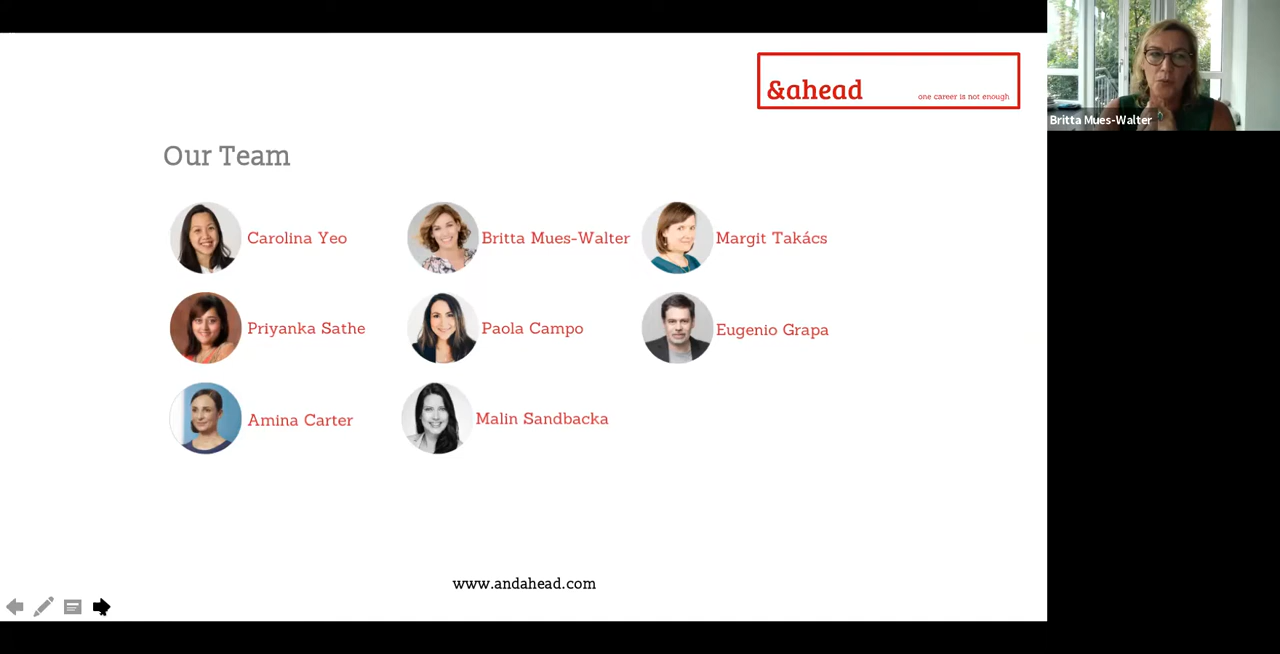 &ahead
one career is not enough
Britta Mues-Walter
Our Team
Carolina Yeo
Britta Mues-Walter
Margit Takács
Priyanka Sathe
Paola Campo
Eugenio Grapa
Amina Carter
Malin Sandbacka
www.andahead.com